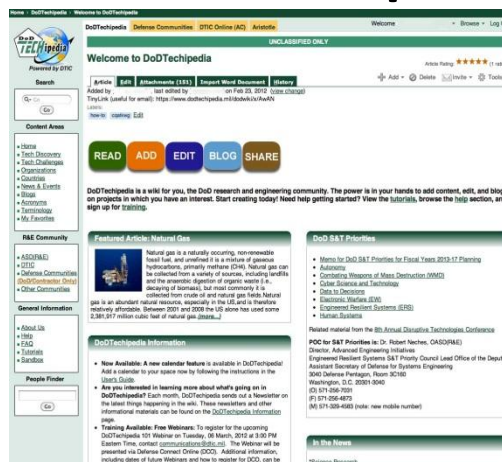 Home > DoDTechipedia > Welcome to DoDTechipedia
DoDTechipedia Defense Communities DTIC Online (AC) Aristotle
Welcome Browse Log
UNCLASSIFIED ONLY
DoD
TECHipedia
Powered by DTIC
Search
Go
Content Areas
Home
Tech Discovery
Tech Challenges
Organizations
Countries
News & Events
Blogs
Acronyms
Terminology
My Favorites
R&E Community
ASD(R&E)
DTIC
Defense Communities
(DoD/Contractor Only)
Other Communities
General Information
About Us
Help
FAQ
Tutorials
Sandbox
People Finder
Go
Welcome to DoDTechipedia
Article Rating
Article Edit Attachments (151) Import Word Document History
Add Delete Invite Tools
Added by , last edited by on Feb 23, 2012 (view change)
TinyLink (useful for email): https://www.dodtechipedia.mil/dodwiki/x/AwAN
Labels:
how-to Edit
READ ADD EDIT BLOG SHARE
DoDTechipedia is a wiki for you, the DoD research and engineering community. The power is in your hands to add content, edit, and blog
on projects in which you have an interest. Start creating today! Need help getting started? View the tutorials, browse the help section, an
sign up for training.
Featured Article: Natural Gas
Natural gas is a naturally occurring, non-renewable
fossil fuel, and unrefined it is a mixture of gaseous
hydrocarbons, primarily methane (CH4). Natural gas can
be collected from a variety of sources, including landfills
and the anaerobic digestion of organic waste (i.e.,
decaying of biomass), but most commonly it is
collected from crude oil and natural gas fields. Natural
gas is an abundant natural resource, especially in the US, and is therefore
relatively affordable. Between 2001 and 2009 the US alone has used some
2,381,917 million cubic feet of natural gas. (more...)
DoDTechipedia Information
Now Available: A new calendar feature is available in DoDTechipedia!
Add a calendar to your space now by following the instructions in the
User's Guide.
Are you interested in learning more about what's going on in
DoDTechipedia? Each month, DoDTechipedia sends out a Newsletter on
the latest things happening in the wiki. These newsletters and other
informational materials can be found on the DoDTechipedia Information
page.
Training Available: Free Webinars: To register for the upcoming
DoDTechipedia 101 Webinar on Tuesday, 06 March, 2012 at 3:00 PM
Eastern Time, contact communications@dtic.mil. The Webinar will be
presented via Defense Connect Online (DCO). Additional information,
including dates of future Webinars and how to register for DCO, can be
DoD S&T Priorities
Memo for DoD S&T Priorities for Fiscal Years 2013-17 Planning
Autonomy
Combating Weapons of Mass Destruction (WMD)
Cyber Science and Technology
Data to Decisions
Electronic Warfare (EW)
Engineered Resilient Systems (ERS)
Human Systems
Related material from the 8th Annual Disruptive Technologies Conference
POC for S&T Priorities is: Dr. Robert Neches, OASD(R&E)
Director, Advanced Engineering Initiatives
Engineered Resilient Systems S&T Priority Council Lead Office of the Deput
Assistant Secretary of Defense for Systems Engineering
3040 Defense Pentagon, Room 3C160
Washington, D.C. 20301-3040
(O) 571-256-7031
(F) 571-256-4873
(M) 571-329-4503 (note: new mobile number)
In the News